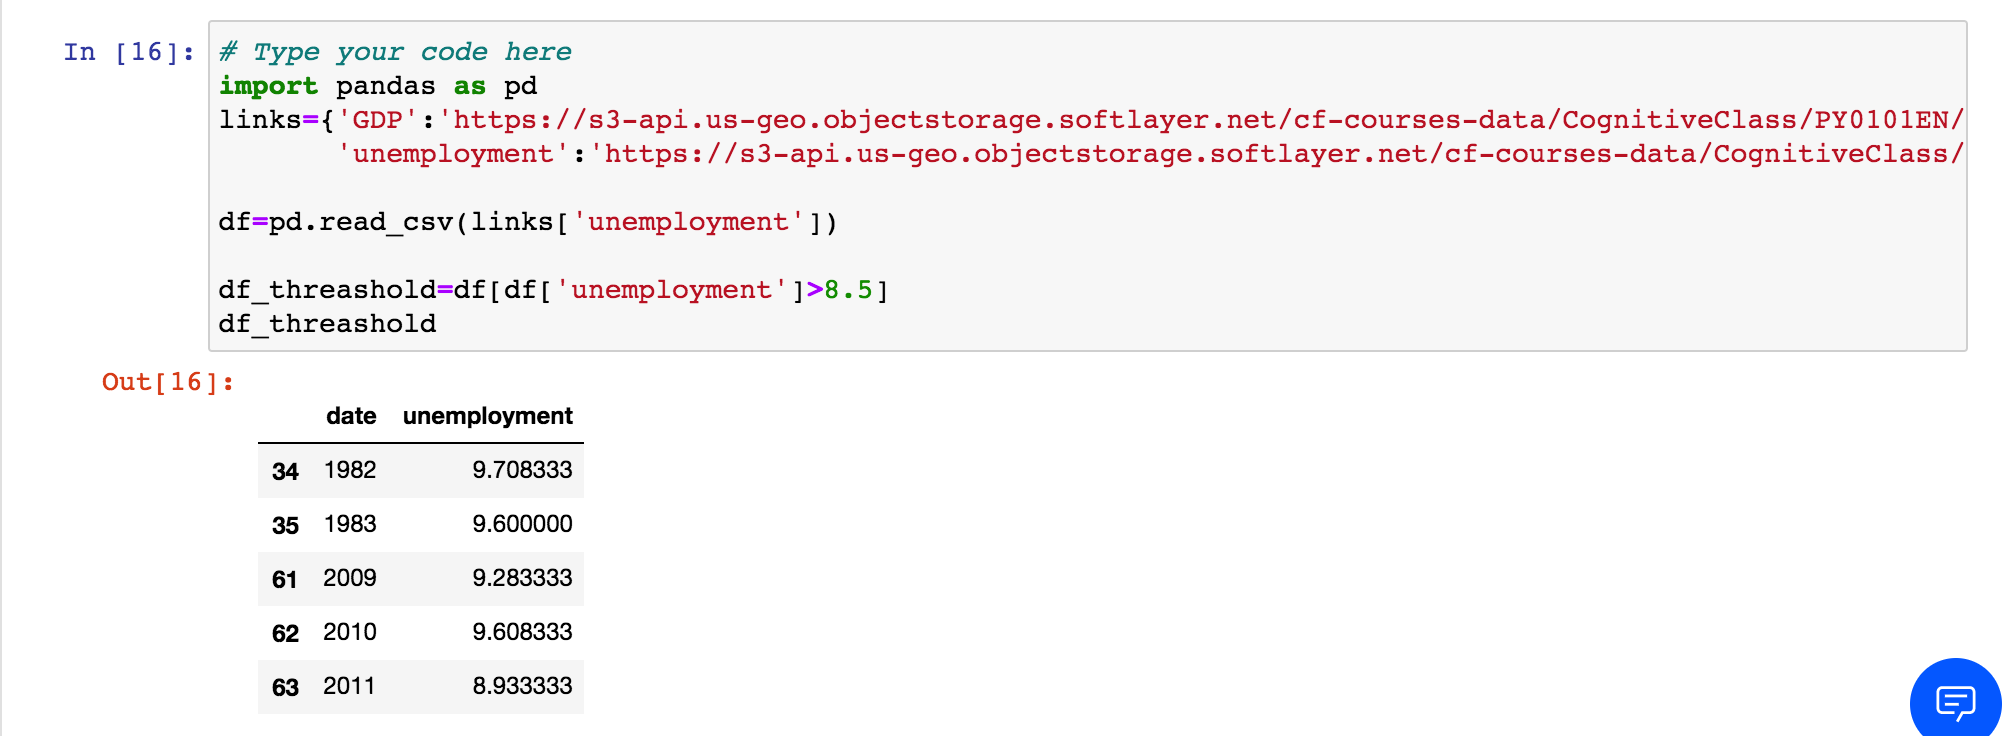 In [16]:
# Type your code here
import pandas as pd
links={'GDP':'https://s3-api.us-geo.objectstorage.softlayer.net/cf-courses-data/CognitiveClass/PY0101EN/
'unemployment':'https://s3-api.us-geo.objectstorage.softlayer.net/cf-courses-data/CognitiveClass/
df=pd.read_csv(links['unemployment'])
df_threashold=df[df['unemployment']>8.5]
df_threashold
Out[16]:
date unemployment
34 1982 9.708333
35 1983 9.600000
61 2009 9.283333
62 2010 9.608333
63 2011 8.933333